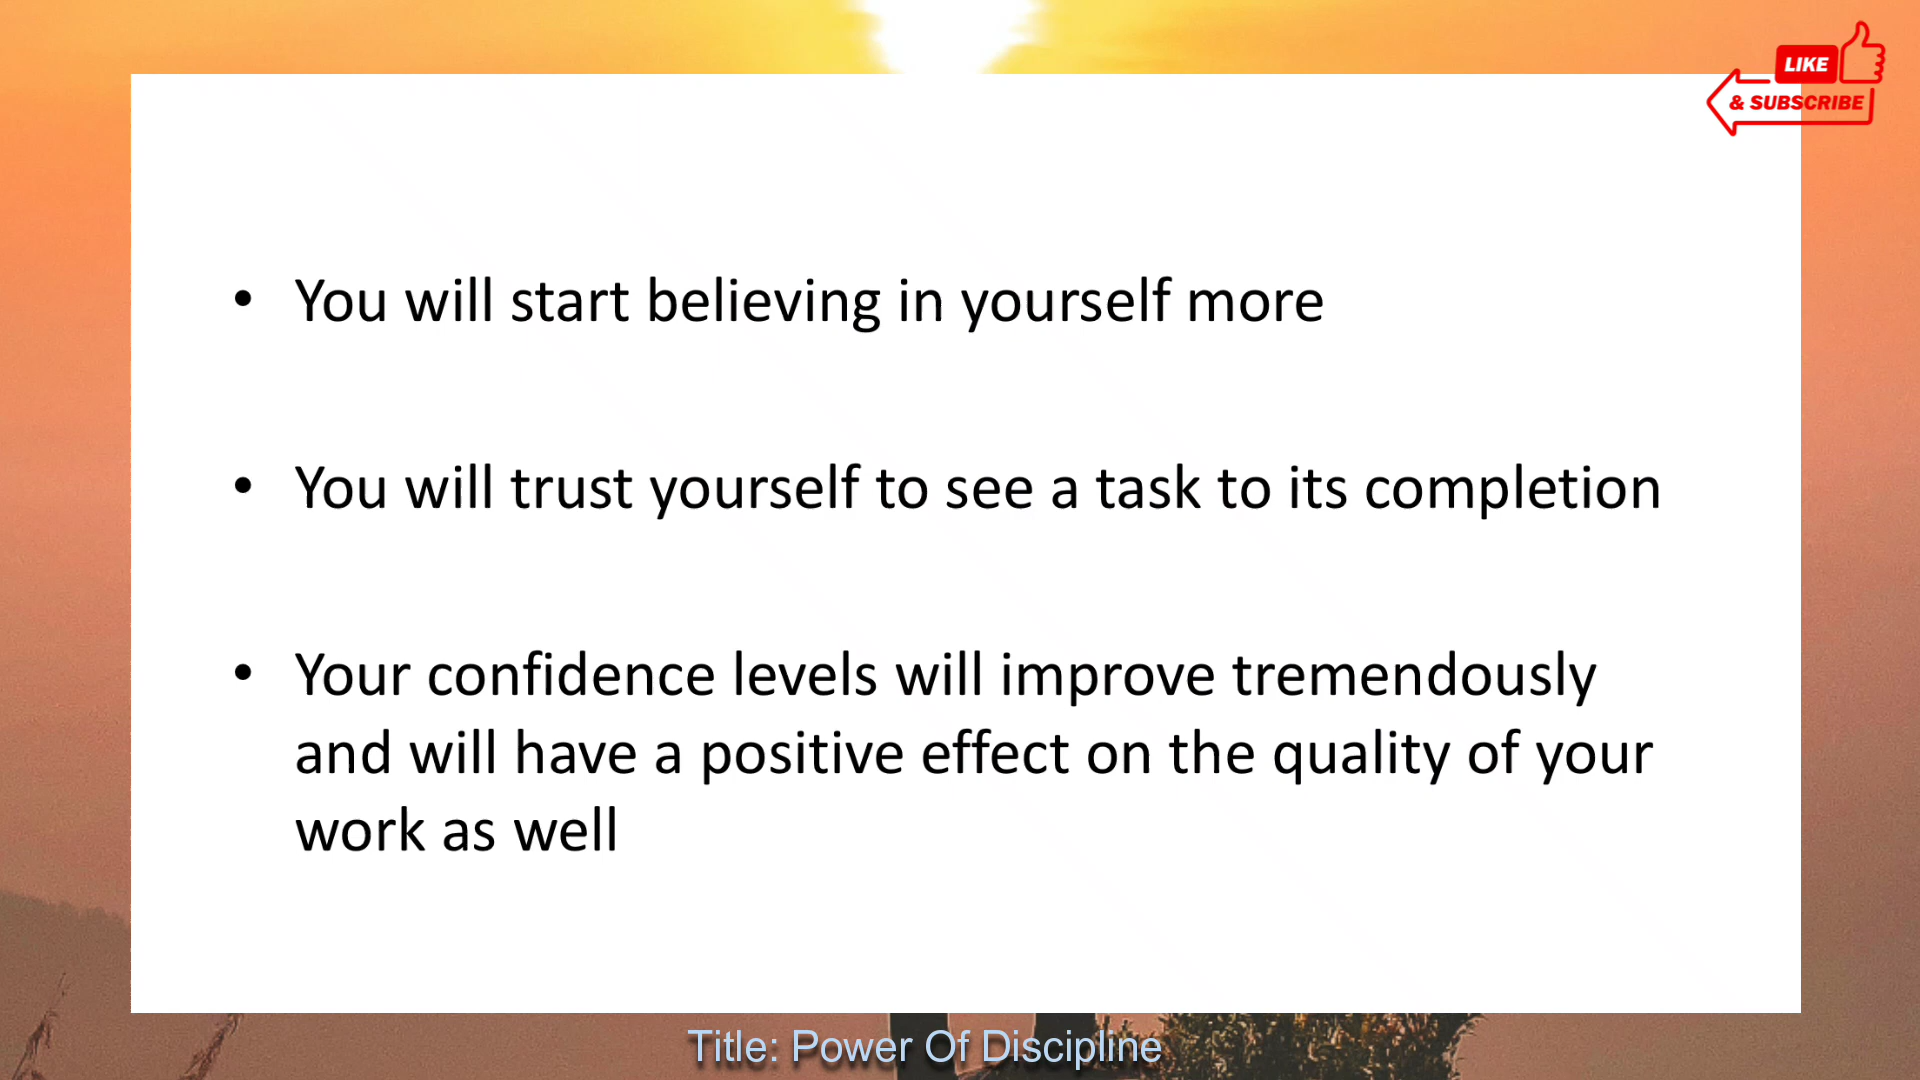 LIKE
& SUBSCRIBE
• You will start believing in yourself more
• You will trust yourself to see a task to its completion
• Your confidence levels will improve tremendously
and will have a positive effect on the quality of your
work as well
Title: Power Of Discipline